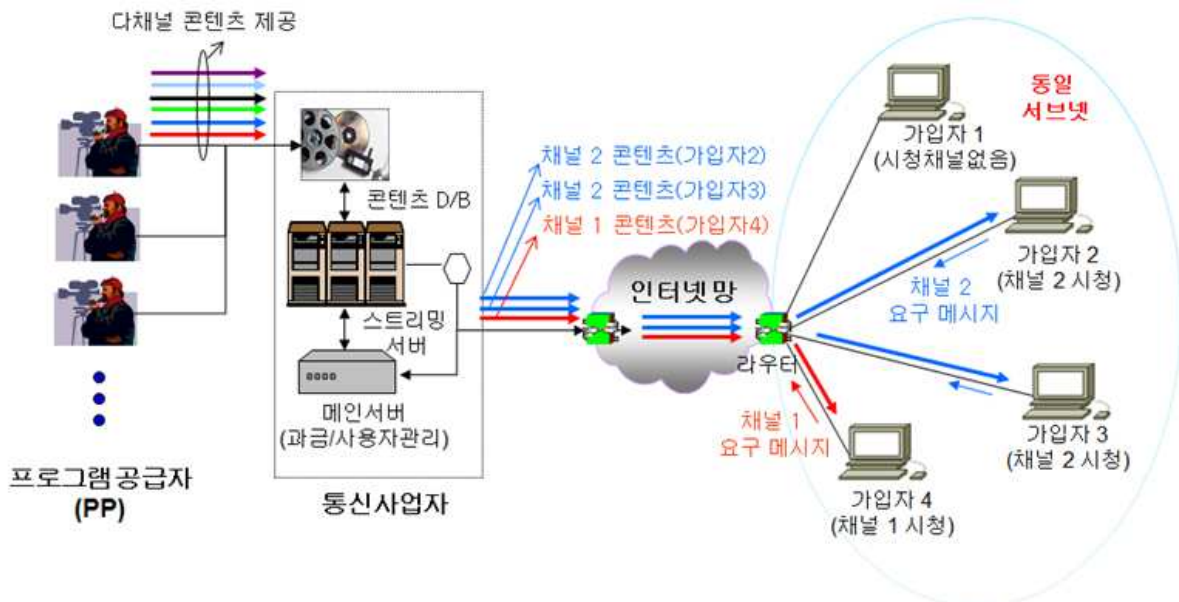 다채널 콘텐츠 제공
콘텐츠 D/B
스트리밍
서버
메인서버
(과금/사용자관리)
프로그램공급자
(PP)
통신사업자
채널 2 콘텐츠(가입자2)
채널 2 콘텐츠(가입자3)
채널 1 콘텐츠(가입자4)
인터넷망
라우터
동일
서브넷
가입자 1
(시청채널없음)
가입자 2
(채널 2 시청)
채널 2
요구 메시지
가입자 3
(채널 2 시청)
채널 1
요구 메시지
가입자 4
(채널 1 시청)